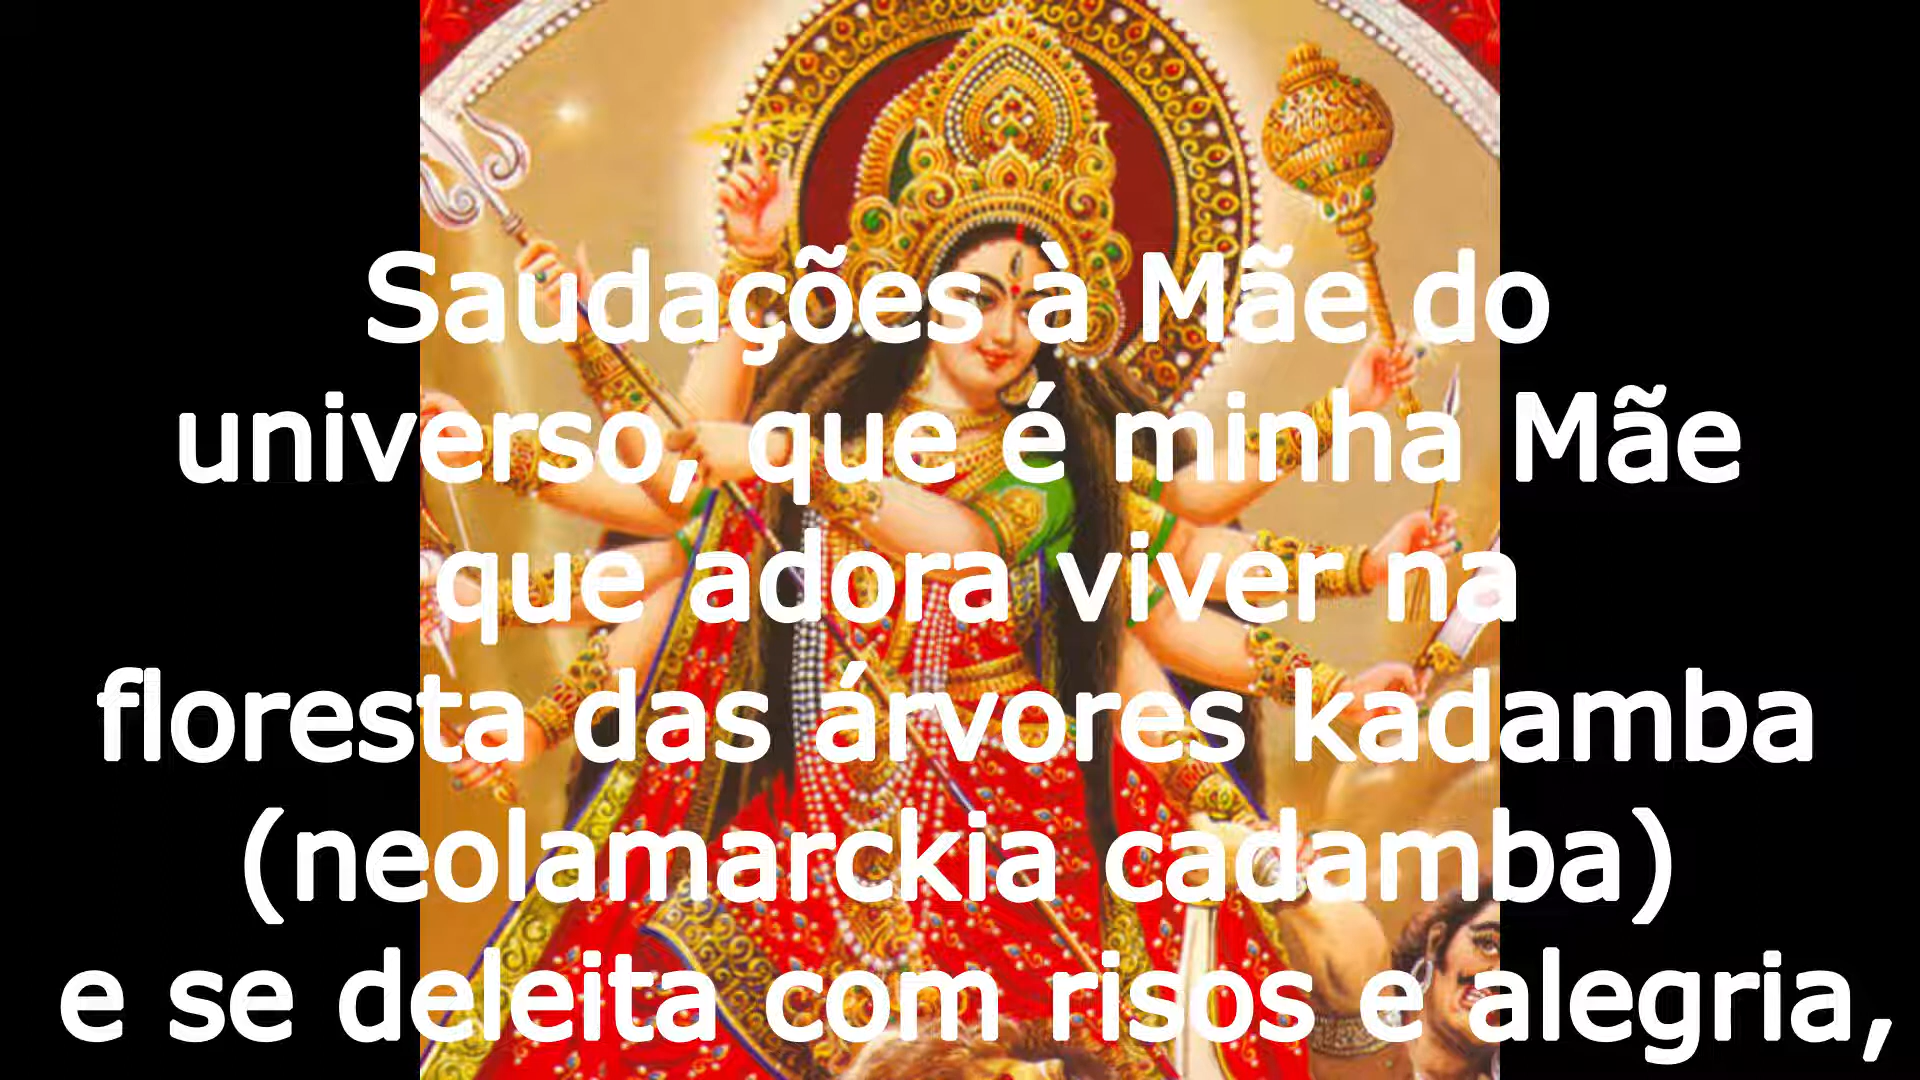 Saudações à Mãe do
universo, que é minha Mãe
que adora viver na
floresta das árvores kadamba
(neolamarckia cadamba)
e se deleita com risos e alegria,